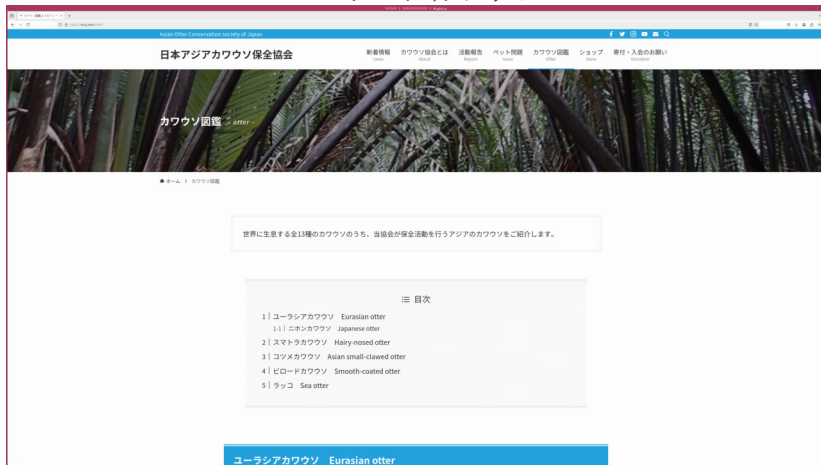 Asian Otter Conservation society of Japan
日本アジアカワウソ保全協会
新着情報 カワウソ協会とは 活動報告 ペット問題 カワウソ図鑑 ショップ 寄付・入会のお願い
news About Report Issue Otter Store Donation
カワウソ図鑑 – otter –
ホーム 〉 カワウソ図鑑
世界に生息する全13種のカワウソのうち、当協会が保全活動を行うアジアのカワウソをご紹介します。
目次
1 ユーラシアカワウソ Eurasian otter
1-1 ニホンカワウソ Japanese otter
2 スマトラカワウソ Hairy-nosed otter
3 コツメカワウソ Asian small-clawed otter
4 ビロードカワウソ Smooth-coated otter
5 ラッコ Sea otter
ユーラシアカワウソ Eurasian otter